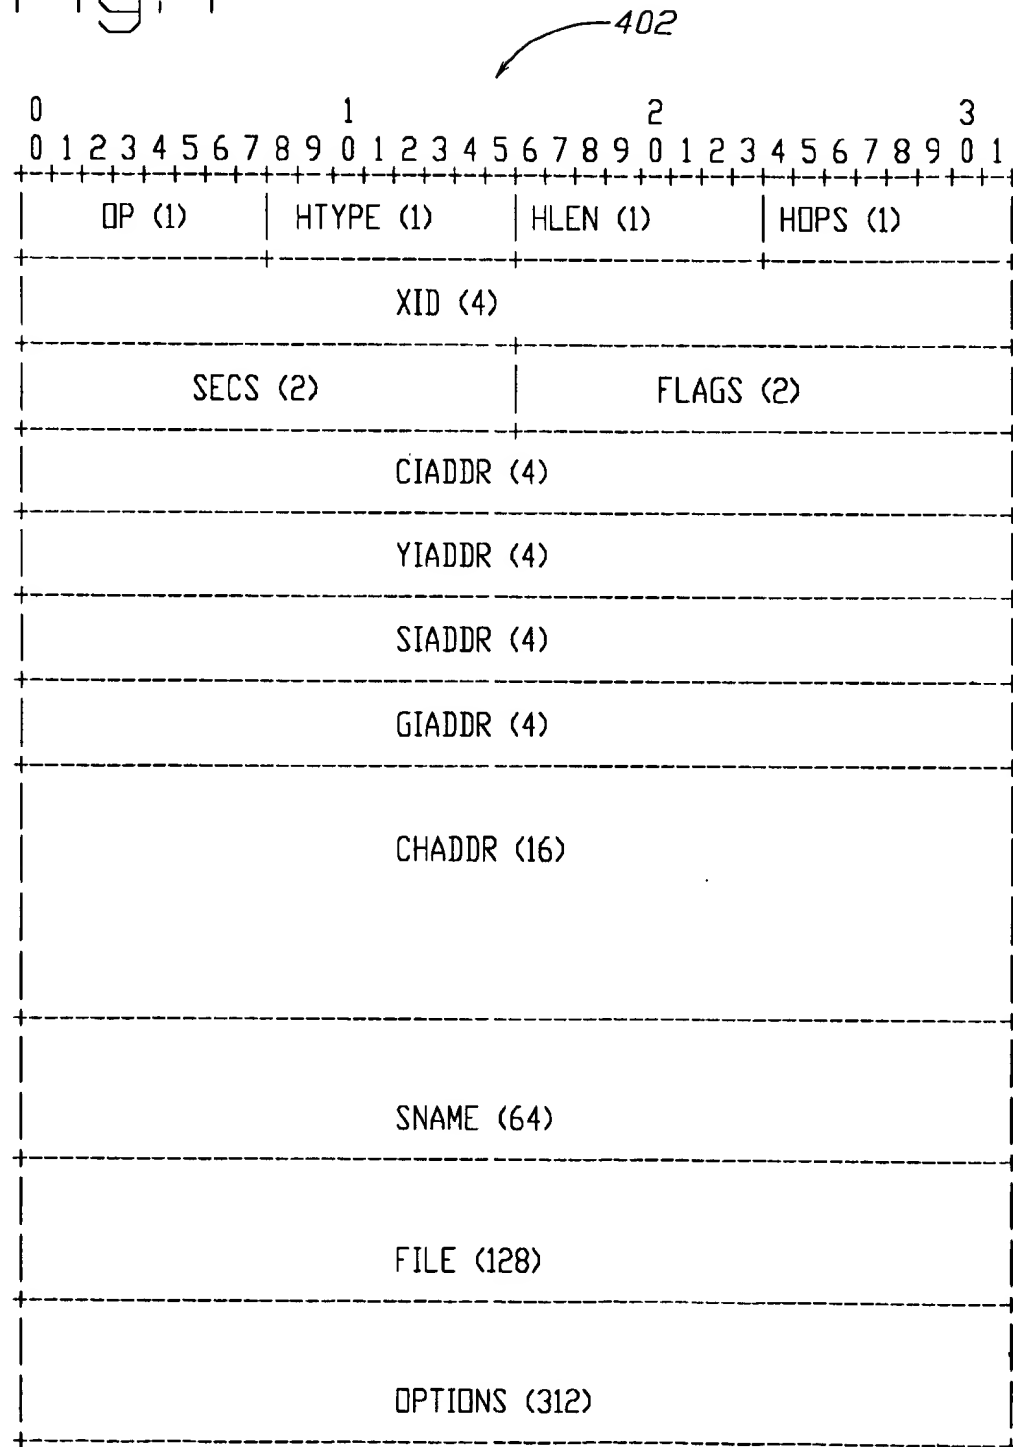 402
0 1 2 3
0 1 2 3 4 5 6 7 8 9 0 1 2 3 4 5 6 7 8 9 0 1 2 3 4 5 6 7 8 9 0 1
OP (1) HTYPE (1) HLEN (1) HOPS (1)
XID (4)
SECS (2) FLAGS (2)
CIADDR (4)
YIADDR (4)
SIADDR (4)
GIADDR (4)
CHADDR (16)
SNAME (64)
FILE (128)
OPTIONS (312)